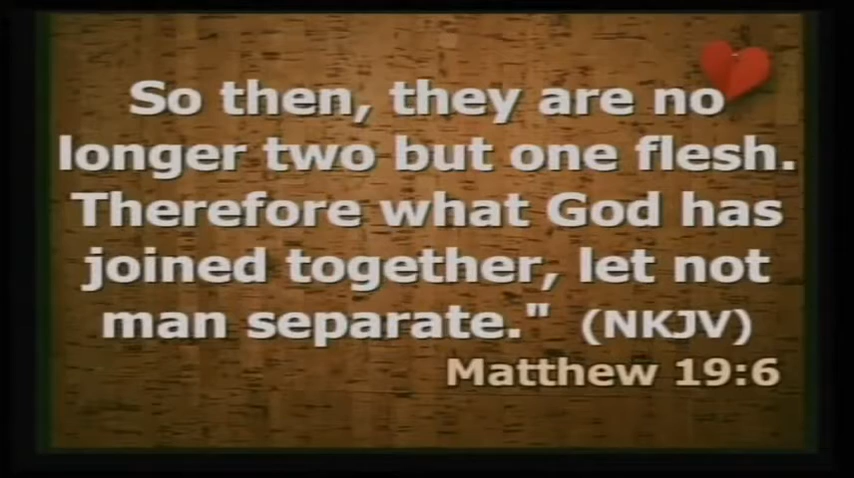 So then, they are no
longer two but one flesh.
Therefore what God has
joined together, let not
man separate." (NKJV)
Matthew 19:6